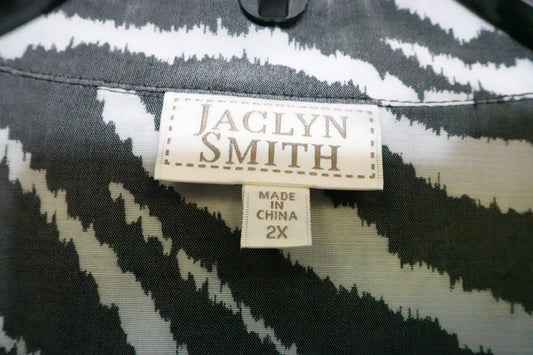 JACLYN
SMITH
MADE
IN
CHINA
2X